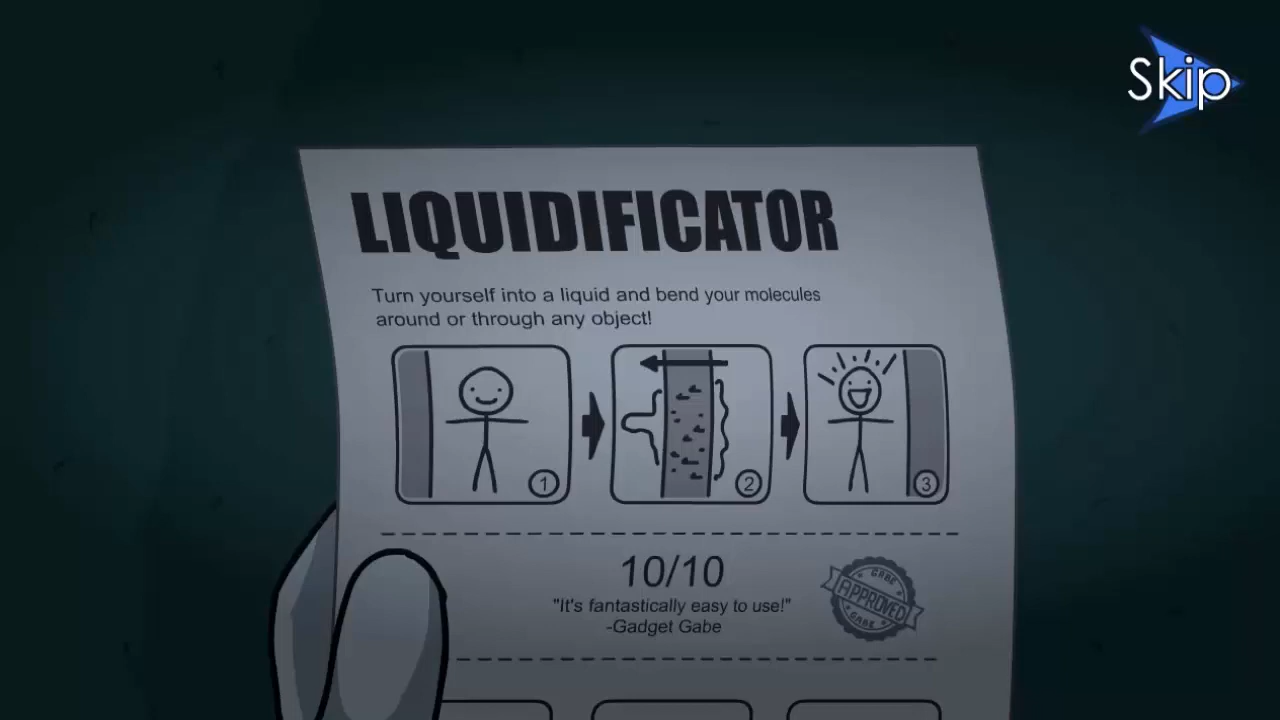 Skip
LIQUIDIFICATOR
Turn yourself into a liquid and bend your molecules
around or through any object!
1
2
3
10/10
"It's fantastically easy to use!"
-Gadget Gabe
GABE
APPROVED
GABE